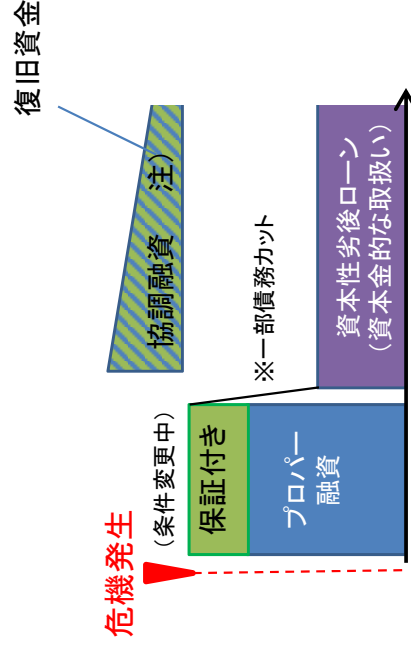 復旧資金
危機発生
(条件変更中)
保証付き
プロパー
融資
協調融資　注)
※一部債務カット
資本性劣後ローン
(資本金的な取扱い)